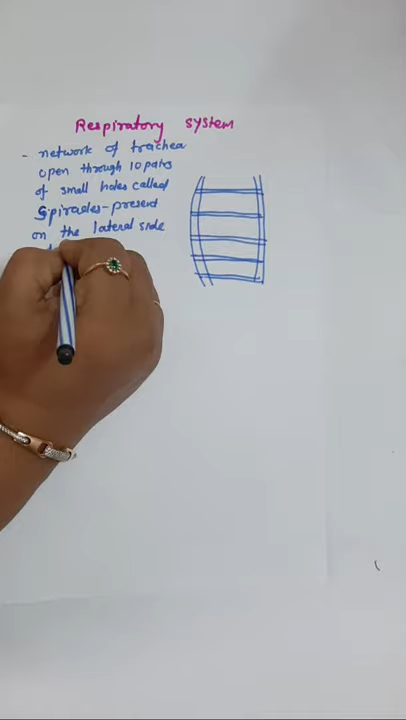 Respiratory system
- network of trachea
open through 10 pairs
of small holes called
Spiracles - present
on the lateral side